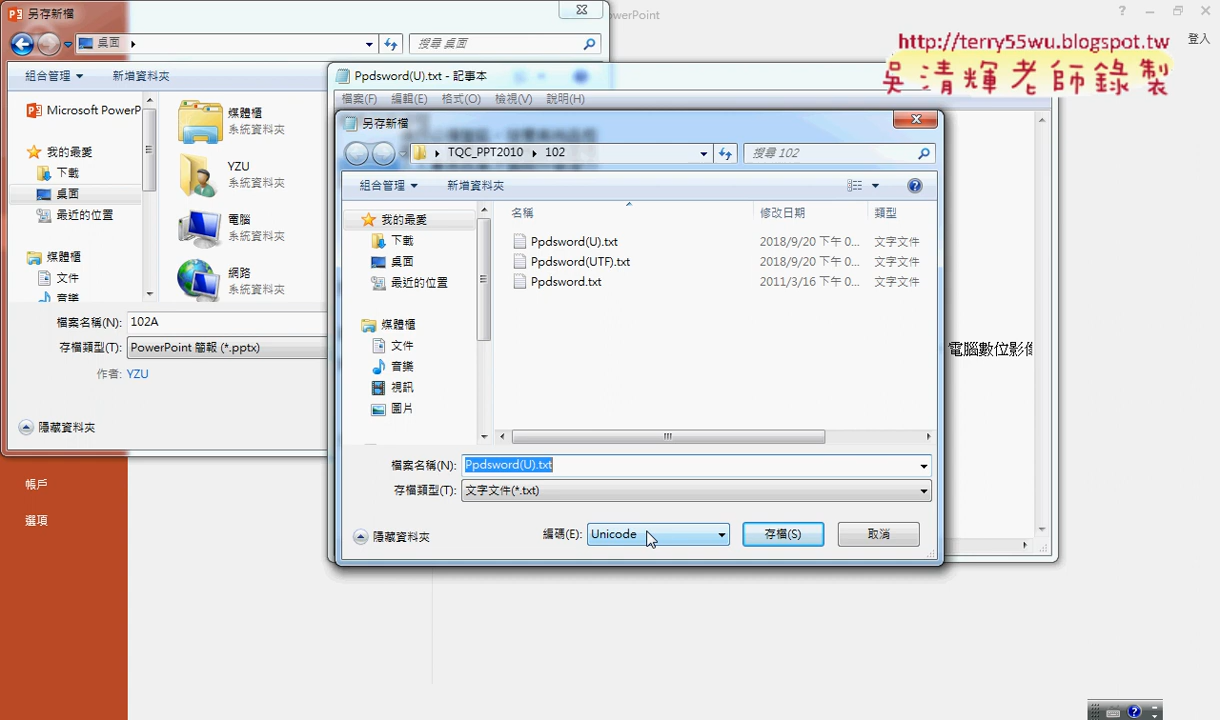 另存新檔
PowerPoint
登入
http://terry55wu.blogspot.tw
吳清輝老師錄製
桌面
搜尋 桌面
組合管理
新增資料夾
Microsoft PowerP
我的最愛
下載
桌面
最近的位置
媒體櫃
文件
音樂
媒體櫃
系統資料夾
YZU
系統資料夾
電腦
系統資料夾
網路
系統資料夾
檔案名稱(N): 102A
存檔類型(T): PowerPoint 簡報 (*.pptx)
作者: YZU
隱藏資料夾
帳戶
選項
Ppdsword(U).txt - 記事本
檔案(F) 編輯(E) 格式(O) 檢視(V) 說明(H)
電腦數位影像
另存新檔
TQC_PPT2010 102
搜尋 102
組合管理 新增資料夾
我的最愛
下載
桌面
最近的位置
媒體櫃
文件
音樂
視訊
圖片
名稱 修改日期 類型
Ppdsword(U).txt 2018/9/20 下午 0... 文字文件
Ppdsword(UTF).txt 2018/9/20 下午 0... 文字文件
Ppdsword.txt 2011/3/16 下午 0... 文字文件
檔案名稱(N): Ppdsword(U).txt
存檔類型(T): 文字文件(*.txt)
隱藏資料夾 編碼(E): Unicode 存檔(S) 取消